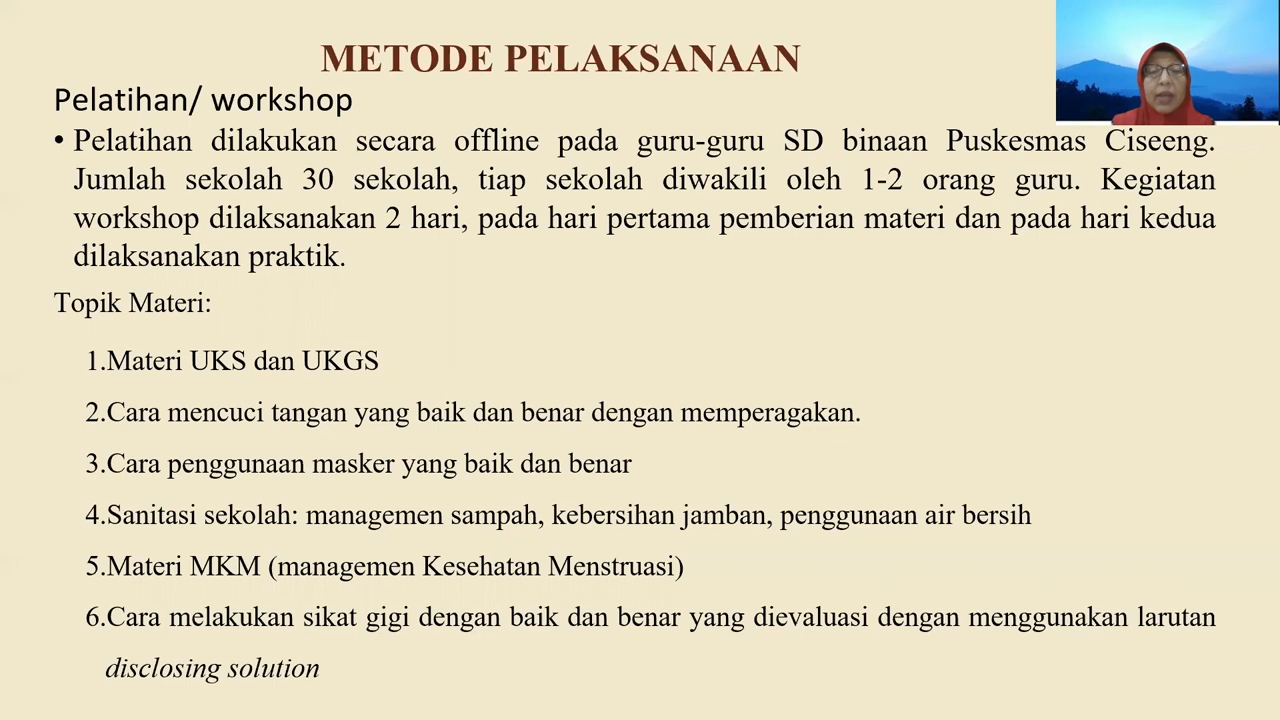 METODE PELAKSANAAN
Pelatihan/ workshop
• Pelatihan dilakukan secara offline pada guru-guru SD binaan Puskesmas Ciseeng.
Jumlah sekolah 30 sekolah, tiap sekolah diwakili oleh 1-2 orang guru. Kegiatan
workshop dilaksanakan 2 hari, pada hari pertama pemberian materi dan pada hari kedua
dilaksanakan praktik.
Topik Materi:
1.Materi UKS dan UKGS
2.Cara mencuci tangan yang baik dan benar dengan memperagakan.
3.Cara penggunaan masker yang baik dan benar
4.Sanitasi sekolah: managemen sampah, kebersihan jamban, penggunaan air bersih
5.Materi MKM (managemen Kesehatan Menstruasi)
6.Cara melakukan sikat gigi dengan baik dan benar yang dievaluasi dengan menggunakan larutan
disclosing solution